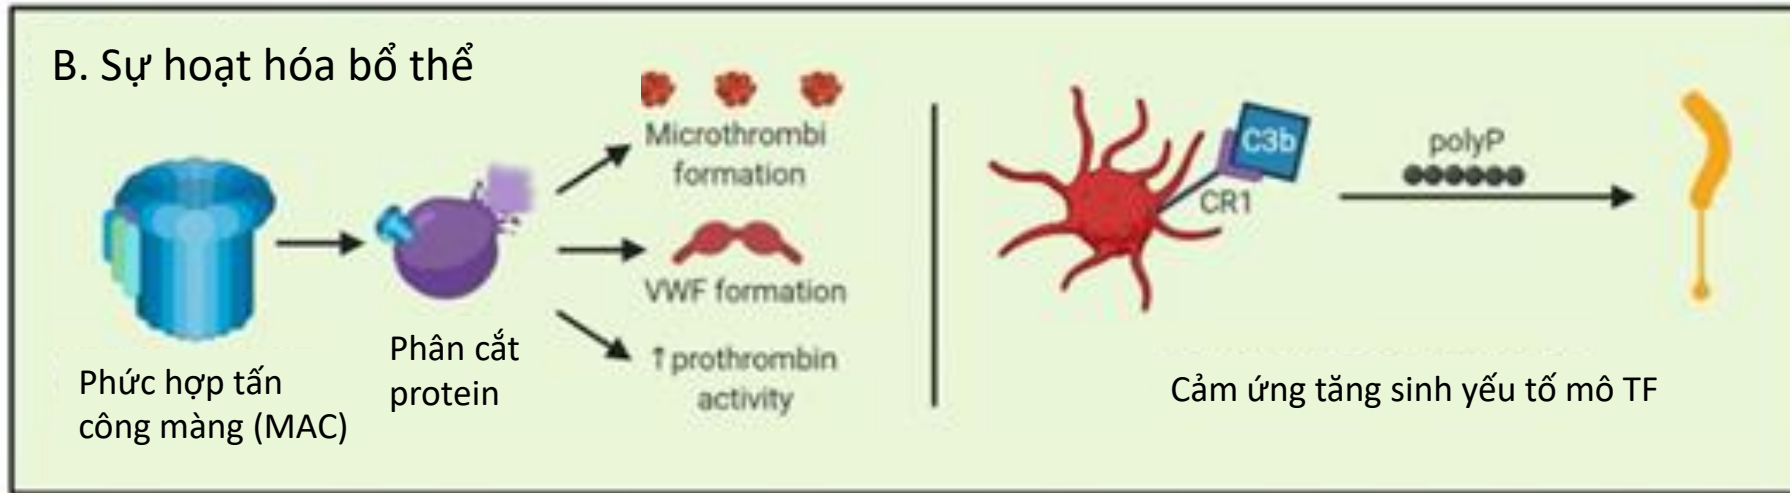 B. Sự hoạt hóa bổ thể
Microthrombi
formation
VWF formation
↑ prothrombin
activity
Phân cắt
protein
Phức hợp tấn
công màng (MAC)
C3b
CR1
polyP
Cảm ứng tăng sinh yếu tố mô TF